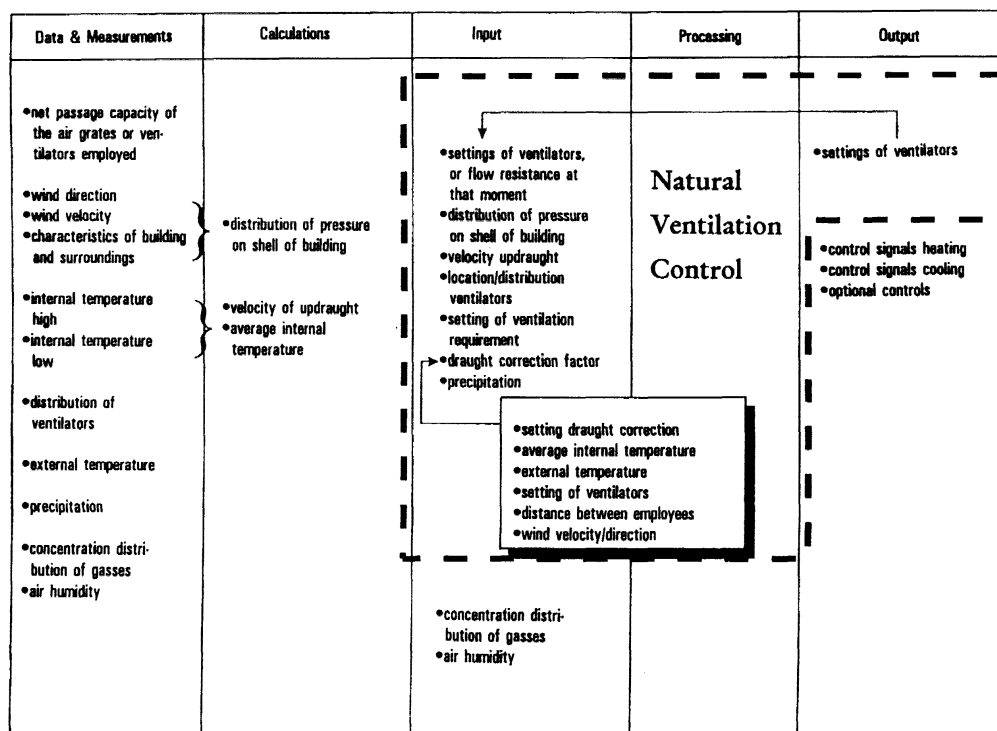 Data & Measurements
Calculations
Input
Processing
Output
•net passage capacity of
the air grates or ven-
tilators employed
•wind direction
•wind velocity
•characteristics of building
and surroundings
•internal temperature
high
•internal temperature
low
•distribution of
ventilators
•external temperature
•precipitation
•concentration distri-
bution of gasses
•air humidity
•distribution of pressure
on shell of building
•velocity of updraught
•average internal
temperature
•settings of ventilators,
or flow resistance at
that moment
•distribution of pressure
on shell of building
•velocity updraught
•location/distribution
ventilators
•setting of ventilation
requirement
•draught correction factor
•precipitation
•setting draught correction
•average internal temperature
•external temperature
•setting of ventilators
•distance between employees
•wind velocity/direction
•concentration distri-
bution of gasses
•air humidity
Natural
Ventilation
Control
•settings of ventilators
•control signals heating
•control signals cooling
•optional controls